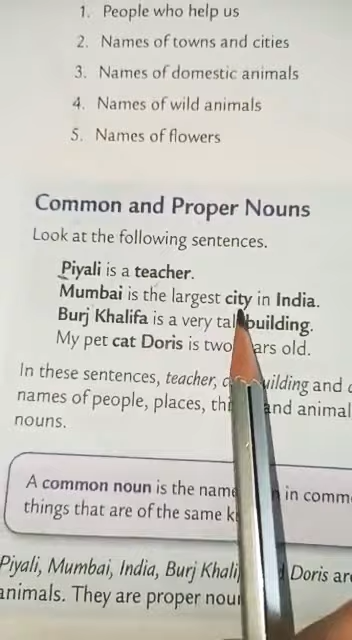 1. People who help us
2. Names of towns and cities
3. Names of domestic animals
4. Names of wild animals
5. Names of flowers
Common and Proper Nouns
Look at the following sentences.
Piyali is a teacher.
Mumbai is the largest city in India.
Burj Khalifa is a very tall building.
My pet cat Doris is two ars old.
In these sentences, teacher, uilding and
names of people, places, thi and animal
nouns.
A common noun is the name in comm
things that are of the same k
Piyali, Mumbai, India, Burj Khali Doris are
animals. They are proper nou